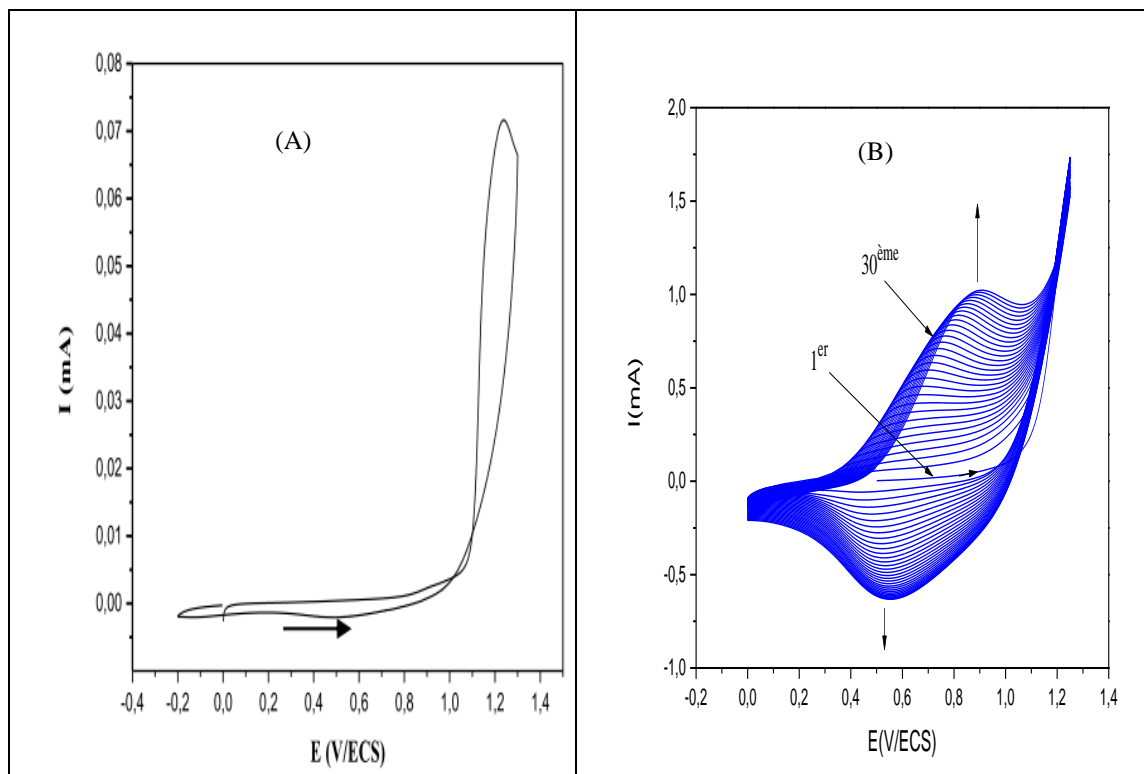 (A)
0,08
0,07
0,06
0,05
0,04
0,03
0,02
0,01
0,00
I (mA)
-0,4 -0,2 0,0 0,2 0,4 0,6 0,8 1,0 1,2 1,4
E (V/ECS)
(B)
2,0
1,5
1,0
0,5
0,0
-0,5
-1,0
I(mA)
30ème
1er
0,0 0,2 0,4 0,6 0,8 1,0 1,2 1,4
E(V/ECS)